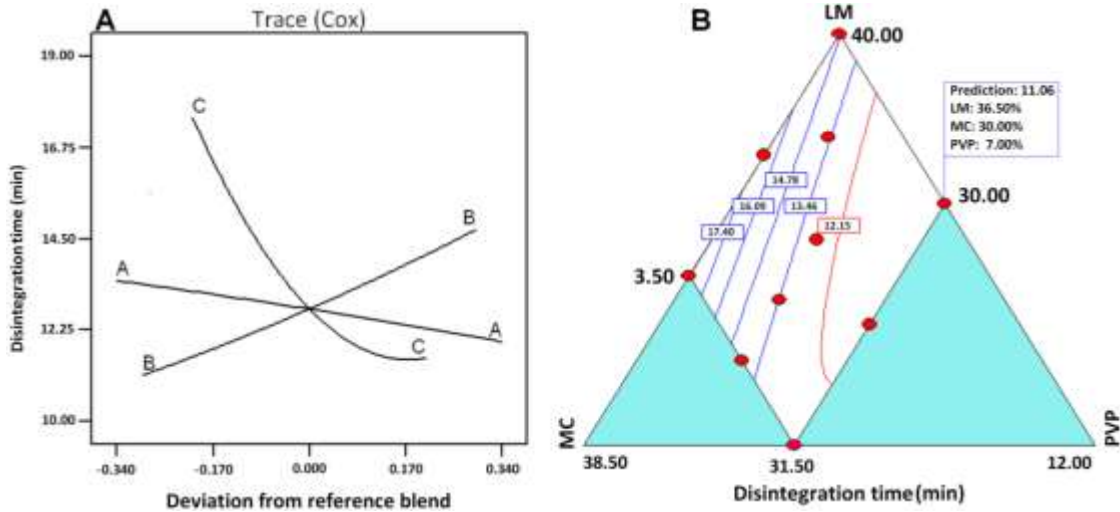 A
Trace (Cox)
19.00
16.75
14.50
12.25
10.00
Disintegration time (min)
C
B
A
B
A
C
-0.340
-0.170
0.000
0.170
0.340
Deviation from reference blend
B
LM
40.00
Prediction: 11.06
LM: 36.50%
MC: 30.00%
PVP: 7.00%
30.00
14.78
16.09
13.46
17.40
12.15
3.50
MC
PVP
38.50
31.50
12.00
Disintegration time(min)